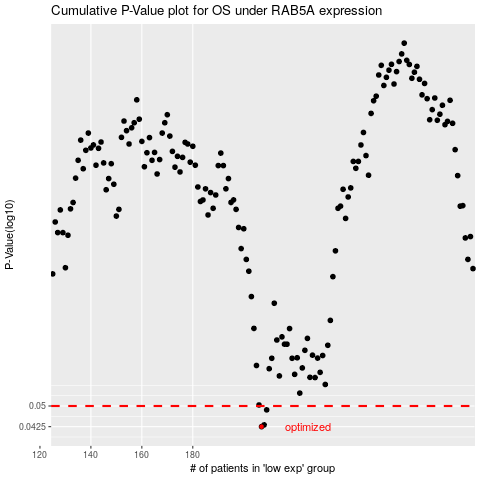 Cumulative P-Value plot for OS under RAB5A expression
P-Value(log10)
0.05
0.0425
optimized
120 140 160 180
# of patients in 'low exp' group